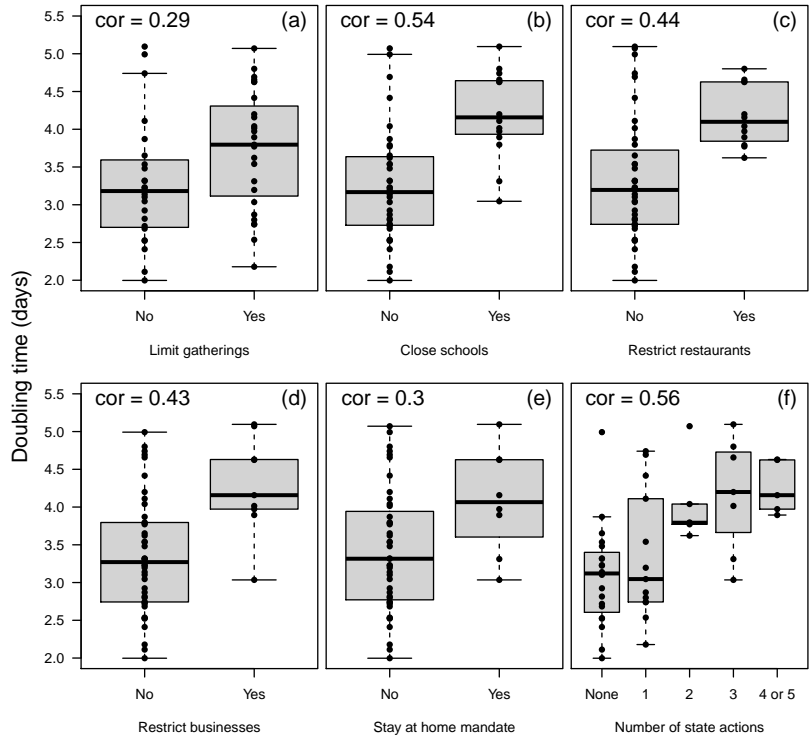 cor = 0.29
(a)
cor = 0.54
(b)
cor = 0.44
(c)
5.5
5.0
4.5
4.0
3.5
3.0
2.5
2.0
No
Yes
No
Yes
No
Yes
Limit gatherings
Close schools
Restrict restaurants
Doubling time (days)
cor = 0.43
(d)
cor = 0.3
(e)
cor = 0.56
(f)
5.5
5.0
4.5
4.0
3.5
3.0
2.5
2.0
No
Yes
No
Yes
None
1
2
3
4 or 5
Restrict businesses
Stay at home mandate
Number of state actions